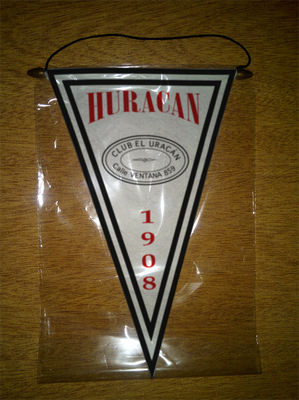 HURACAN
CLUB EL URACAN
Calle VENTANA 859
1908